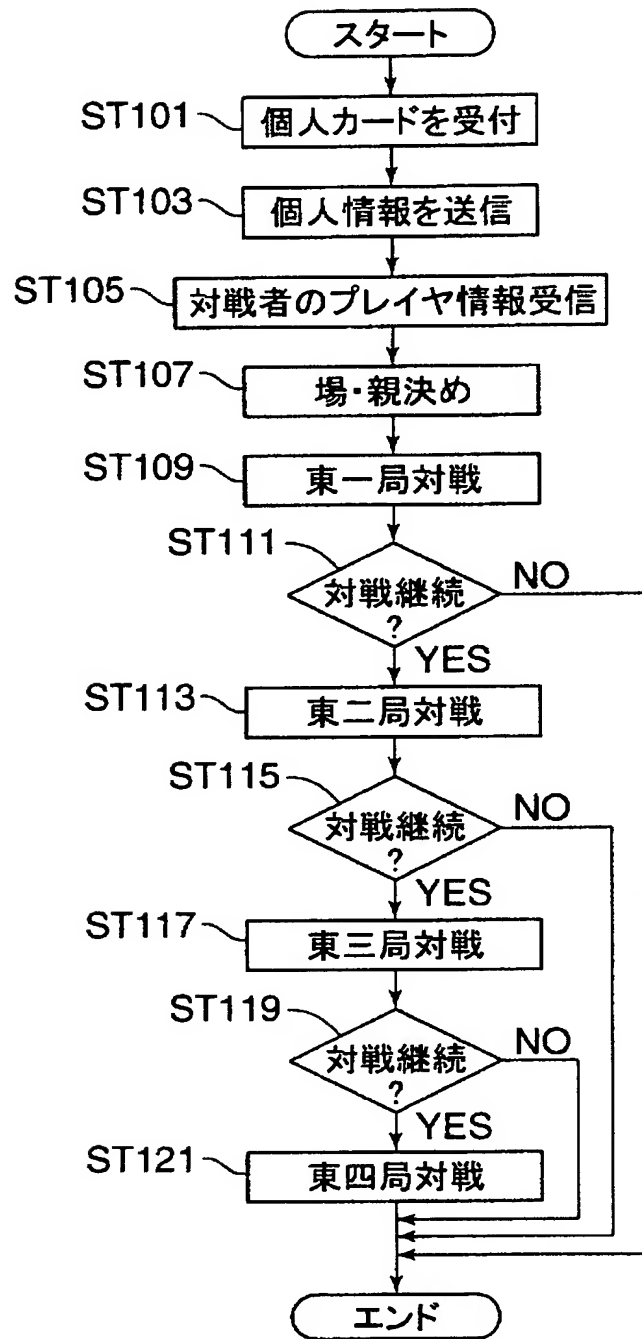 スタート
ST101
個人カードを受付
ST103
個人情報を送信
ST105
対戦者のプレイヤ情報受信
ST107
場・親決め
ST109
東一局対戦
ST111
対戦継続
?
NO
YES
ST113
東二局対戦
ST115
対戦継続
?
NO
YES
ST117
東三局対戦
ST119
対戦継続
?
NO
YES
ST121
東四局対戦
エンド